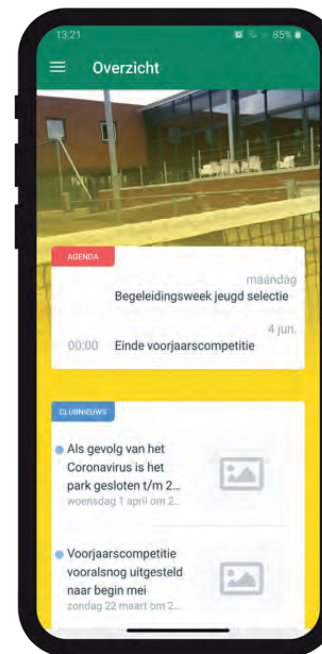 13:21 85%
Overzicht
AGENDA
maandag
Begeleidingsweek jeugd selectie
4 jun.
00:00 Einde voorjaarscompetitie
CLUBNIEUWS
Als gevolg van het
Coronavirus is het
park gesloten t/m 2...
woensdag 1 april om 2...
Voorjaarscompetitie
vooralsnog uitgesteld
naar begin mei
zondag 22 maart om 2...